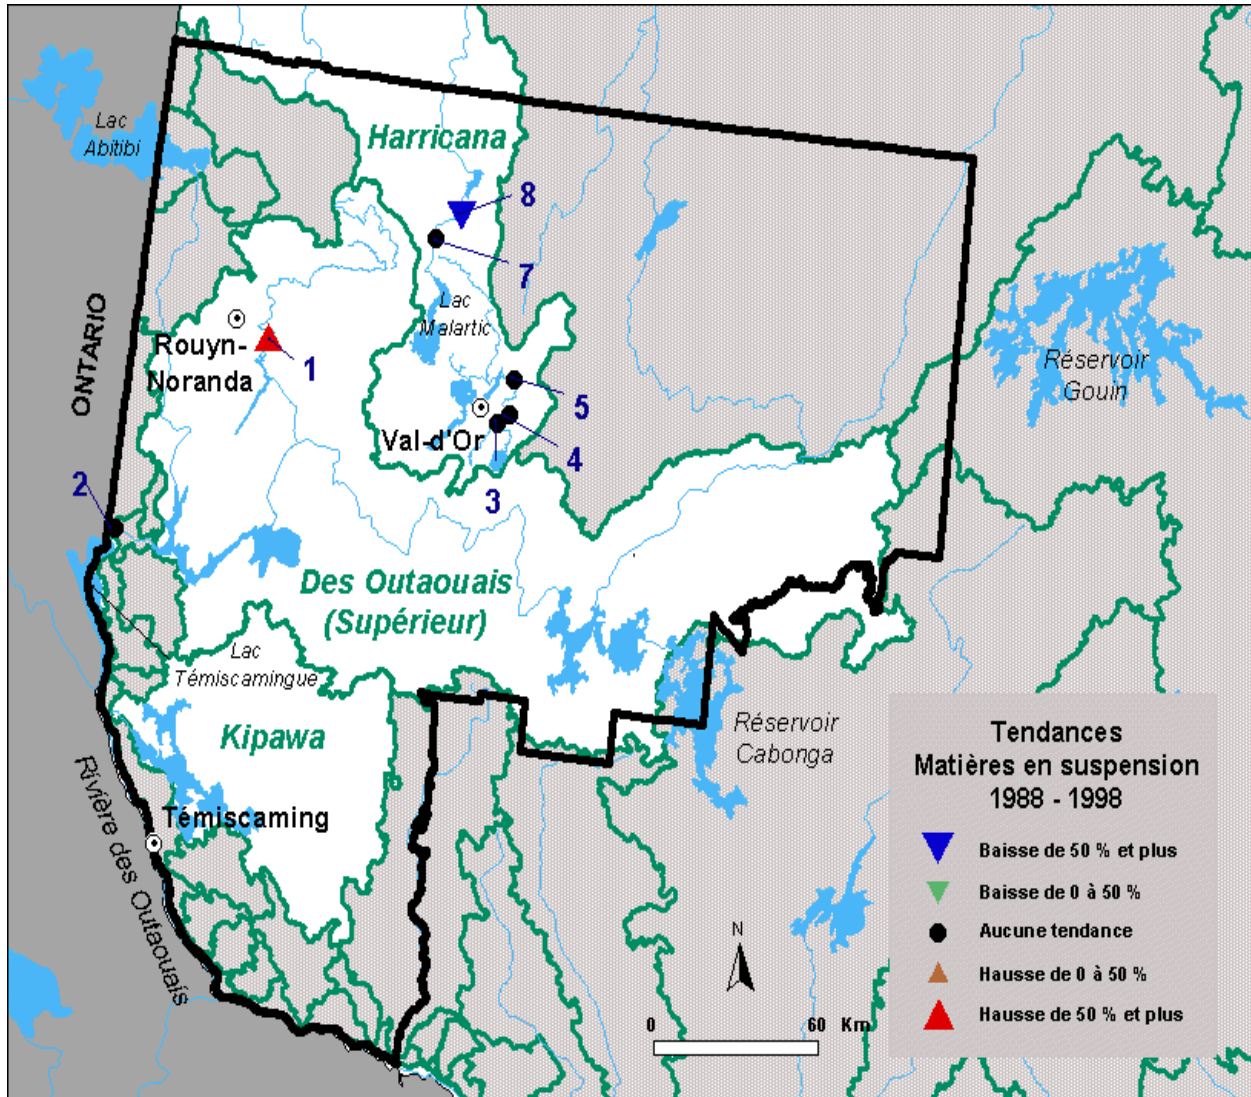 Lac
Abitibi
Harricana
8
7
Lac
Malartic
ONTARIO
Rouyn-
Noranda
1
Réservoir
Gouin
5
Val-d'Or
4
3
2
Des Outaouais
(Supérieur)
Lac
Témiscamingue
Kipawa
Réservoir
Cabonga
Témiscaming
Rivière des Outaouais
Tendances
Matières en suspension
1988 - 1998
Baisse de 50 % et plus
Baisse de 0 à 50 %
Aucune tendance
Hausse de 0 à 50 %
Hausse de 50 % et plus
N
0 60 Km